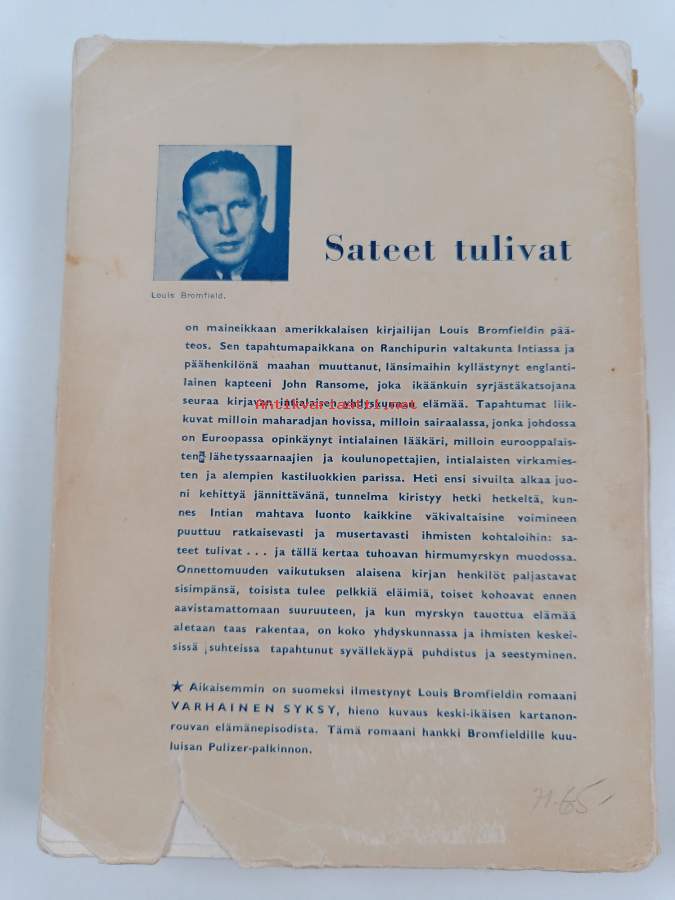 Sateet tulivat
Louis Bromfield.
on maineikkaan amerikkalaisen kirjailijan Louis Bromfieldin pää-
teos. Sen tapahtumapaikkana on Ranchipurin valtakunta Intiassa ja
päähenkilönä maahan muuttanut, länsimaihin kyllästynyt englanti-
lainen kapteeni John Ransome, joka ikäänkuin syrjästäkatsojana
seuraa kirjavan intialaisen yhdyskunnan elämää. Tapahtumat liik-
Antikvariaatti.net
kuvat milloin maharadjan hovissa, milloin sairaalassa, jonka johdossa
on Euroopassa opinkäynyt intialainen lääkäri, milloin eurooppalais-
ten lähetyssaarnaajien ja koulunopettajien, intialaisten virkamies-
ten ja alempien kastiluokkien parissa. Heti ensi sivuilta alkaa juo-
ni kehittyä jännittävänä, tunnelma kiristyy hetki hetkeltä, kun-
nes Intian mahtava luonto kaikkine väkivaltaisine voimineen
puuttuu ratkaisevasti ja musertavasti ihmisten kohtaloihin: sa-
teet tulivat . . . ja tällä kertaa tuhoavan hirmumyrskyn muodossa.
Onnettomuuden vaikutuksen alaisena kirjan henkilöt paljastavat
sisimpänsä, toisista tulee pelkkiä eläimiä, toiset kohoavat ennen
aavistamattomaan suuruuteen, ja kun myrskyn tauottua elämää
aletaan taas rakentaa, on koko yhdyskunnassa ja ihmisten keskei-
sissä suhteissa tapahtunut syvällekäypä puhdistus ja seestyminen.
★ Aikaisemmin on suomeksi ilmestynyt Louis Bromfieldin romaani
VARHAINEN SYKSY, hieno kuvaus keski-ikäisen kartanon-
rouvan elämänepisodista. Tämä romaani hankki Bromfieldille kuu-
luisan Pulizer-palkinnon.